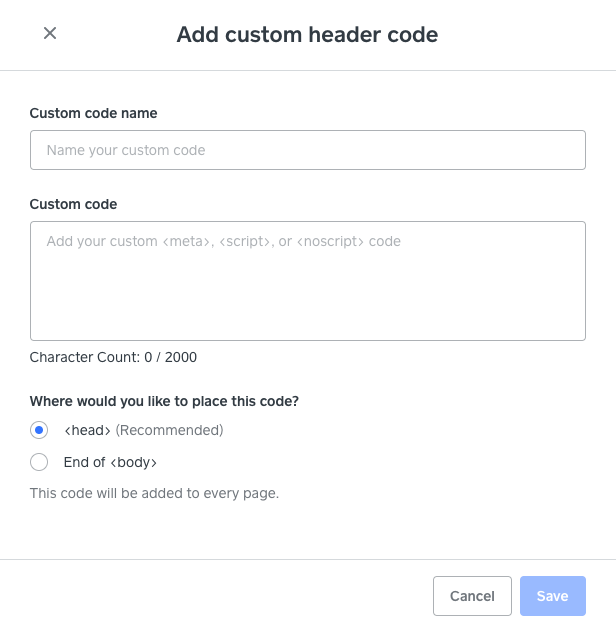 Add custom header code
Custom code name
Name your custom code
Custom code
Add your custom <meta>, <script>, or <noscript> code
Character Count: 0 / 2000
Where would you like to place this code?
<head> (Recommended)
End of <body>
This code will be added to every page.
Cancel
Save